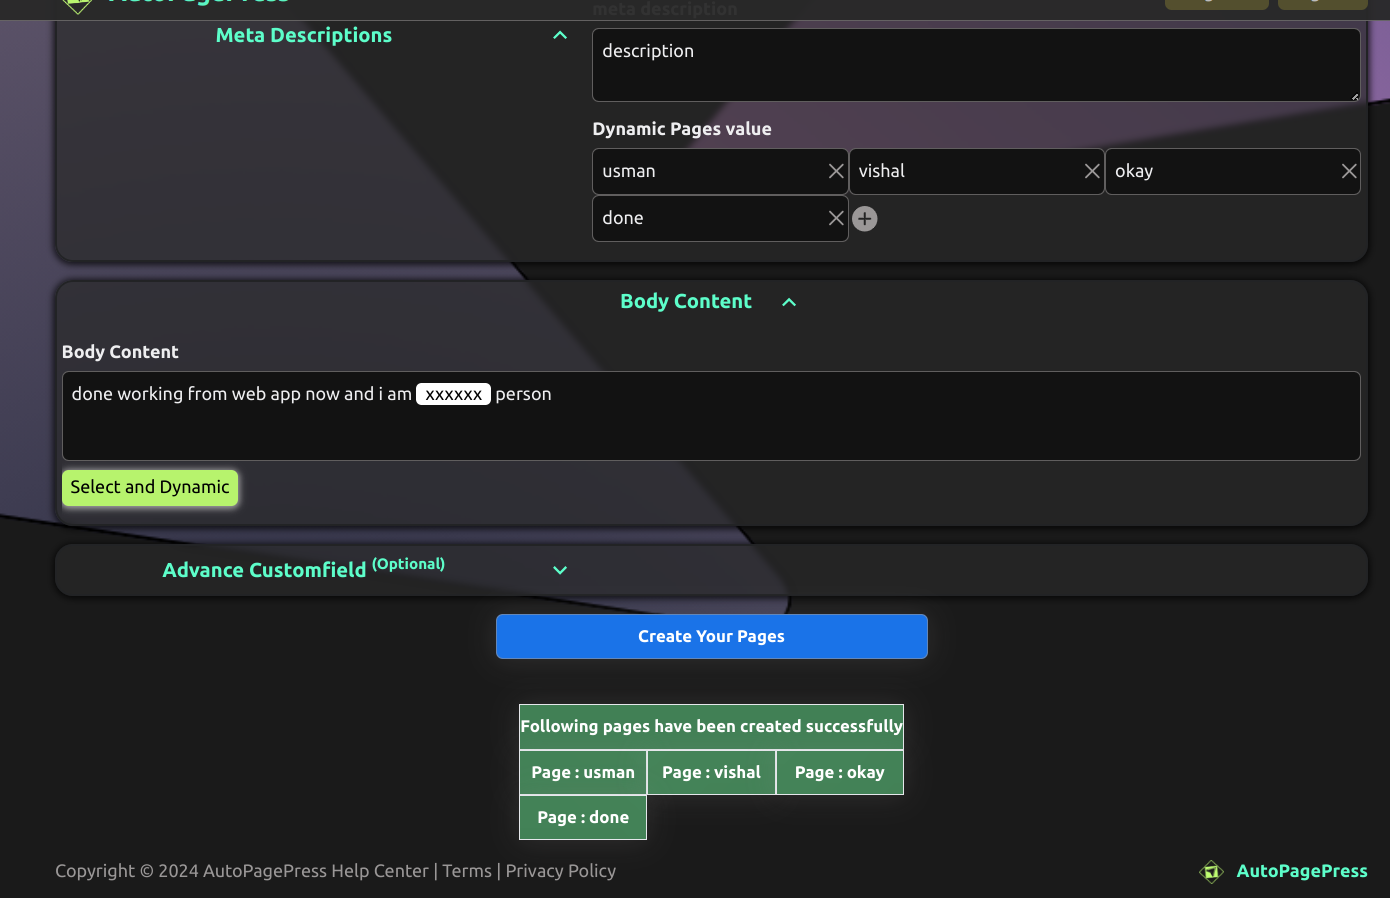 AutoPagePress
meta description
Meta Descriptions
description
Dynamic Pages value
usman
vishal
okay
done
Body Content
Body Content
done working from web app now and i am xxxxxx person
Select and Dynamic
Advance Customfield (Optional)
Create Your Pages
Following pages have been created successfully
Page : usman
Page : vishal
Page : okay
Page : done
Copyright © 2024 AutoPagePress Help Center | Terms | Privacy Policy
AutoPagePress